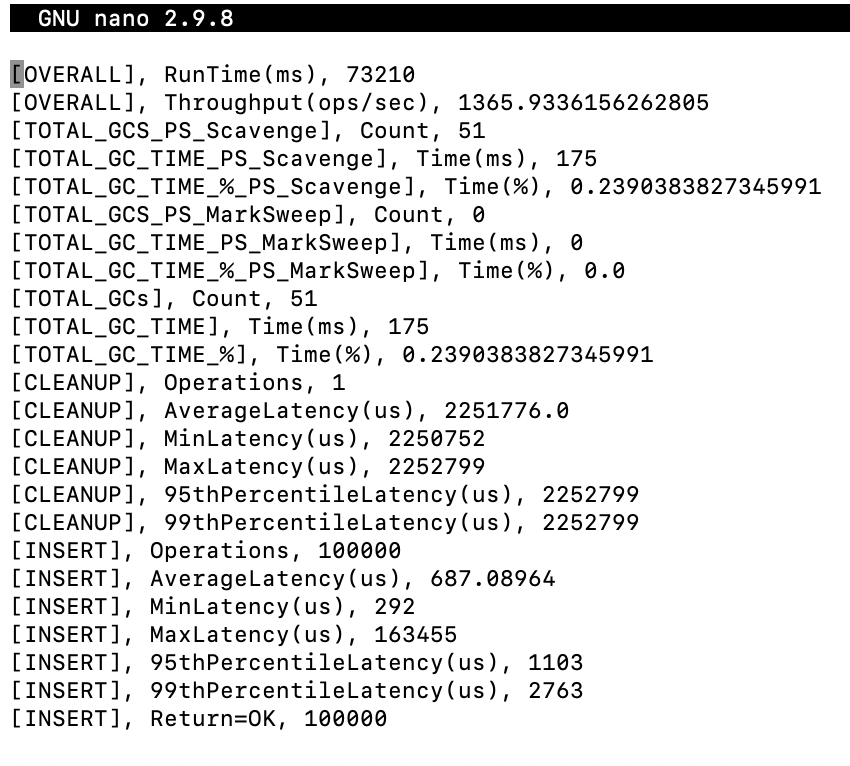 GNU nano 2.9.8
[OVERALL], RunTime(ms), 73210
[OVERALL], Throughput(ops/sec), 1365.9336156262805
[TOTAL_GCS_PS_Scavenge], Count, 51
[TOTAL_GC_TIME_PS_Scavenge], Time(ms), 175
[TOTAL_GC_TIME_%_PS_Scavenge], Time(%), 0.2390383827345991
[TOTAL_GCS_PS_MarkSweep], Count, 0
[TOTAL_GC_TIME_PS_MarkSweep], Time(ms), 0
[TOTAL_GC_TIME_%_PS_MarkSweep], Time(%), 0.0
[TOTAL_GCs], Count, 51
[TOTAL_GC_TIME], Time(ms), 175
[TOTAL_GC_TIME_%], Time(%), 0.2390383827345991
[CLEANUP], Operations, 1
[CLEANUP], AverageLatency(us), 2251776.0
[CLEANUP], MinLatency(us), 2250752
[CLEANUP], MaxLatency(us), 2252799
[CLEANUP], 95thPercentileLatency(us), 2252799
[CLEANUP], 99thPercentileLatency(us), 2252799
[INSERT], Operations, 100000
[INSERT], AverageLatency(us), 687.08964
[INSERT], MinLatency(us), 292
[INSERT], MaxLatency(us), 163455
[INSERT], 95thPercentileLatency(us), 1103
[INSERT], 99thPercentileLatency(us), 2763
[INSERT], Return=OK, 100000